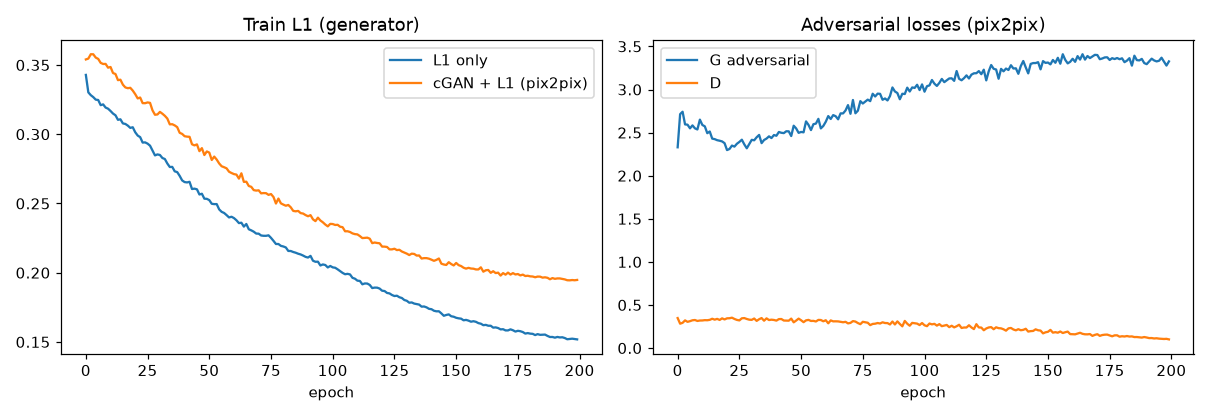 Train L1 (generator)
L1 only
cGAN + L1 (pix2pix)
0.35
0.30
0.25
0.20
0.15
0 25 50 75 100 125 150 175 200
epoch
Adversarial losses (pix2pix)
G adversarial
D
3.5
3.0
2.5
2.0
1.5
1.0
0.5
0.0
0 25 50 75 100 125 150 175 200
epoch